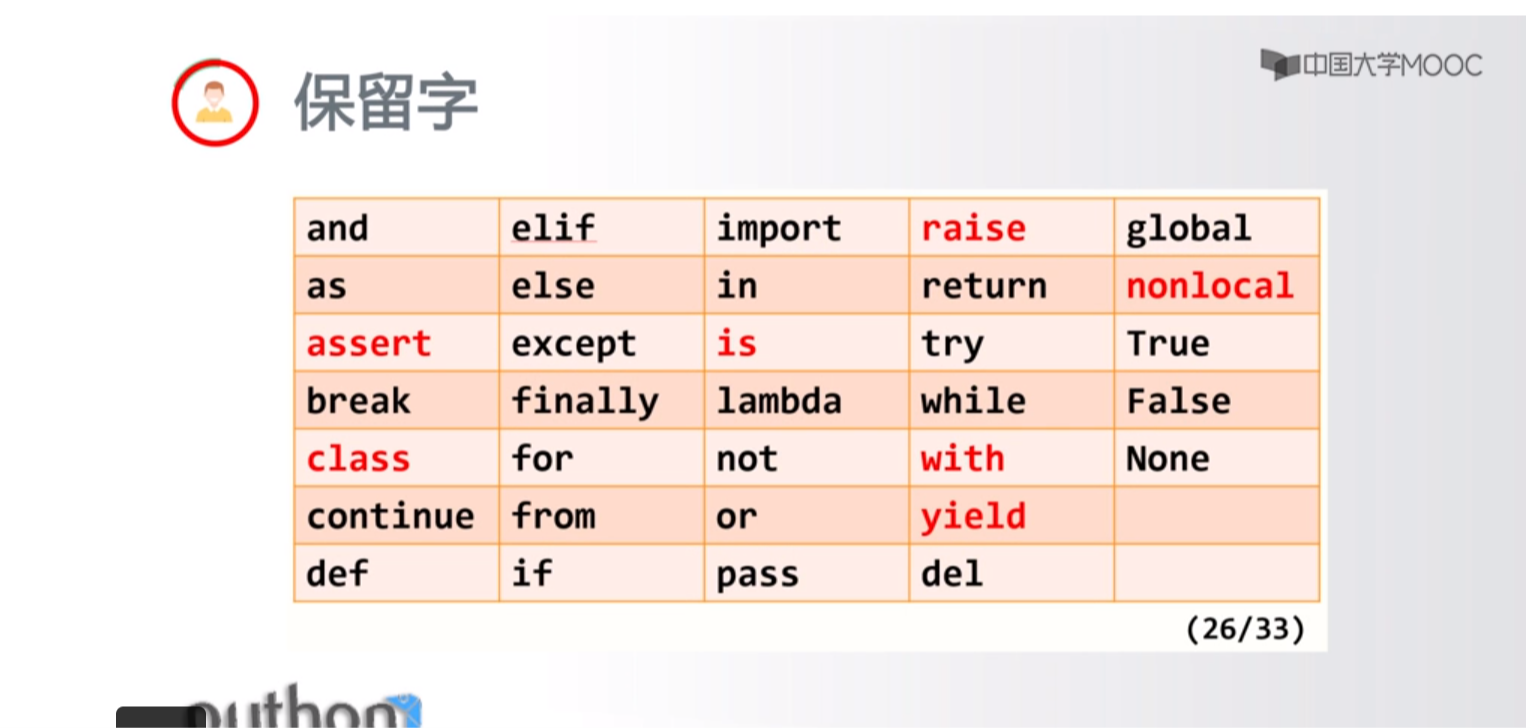 中国大学MOOC
保留字
and elif import raise global
as else in return nonlocal
assert except is try True
break finally lambda while False
class for not with None
continue from or yield
def if pass del
(26/33)
python